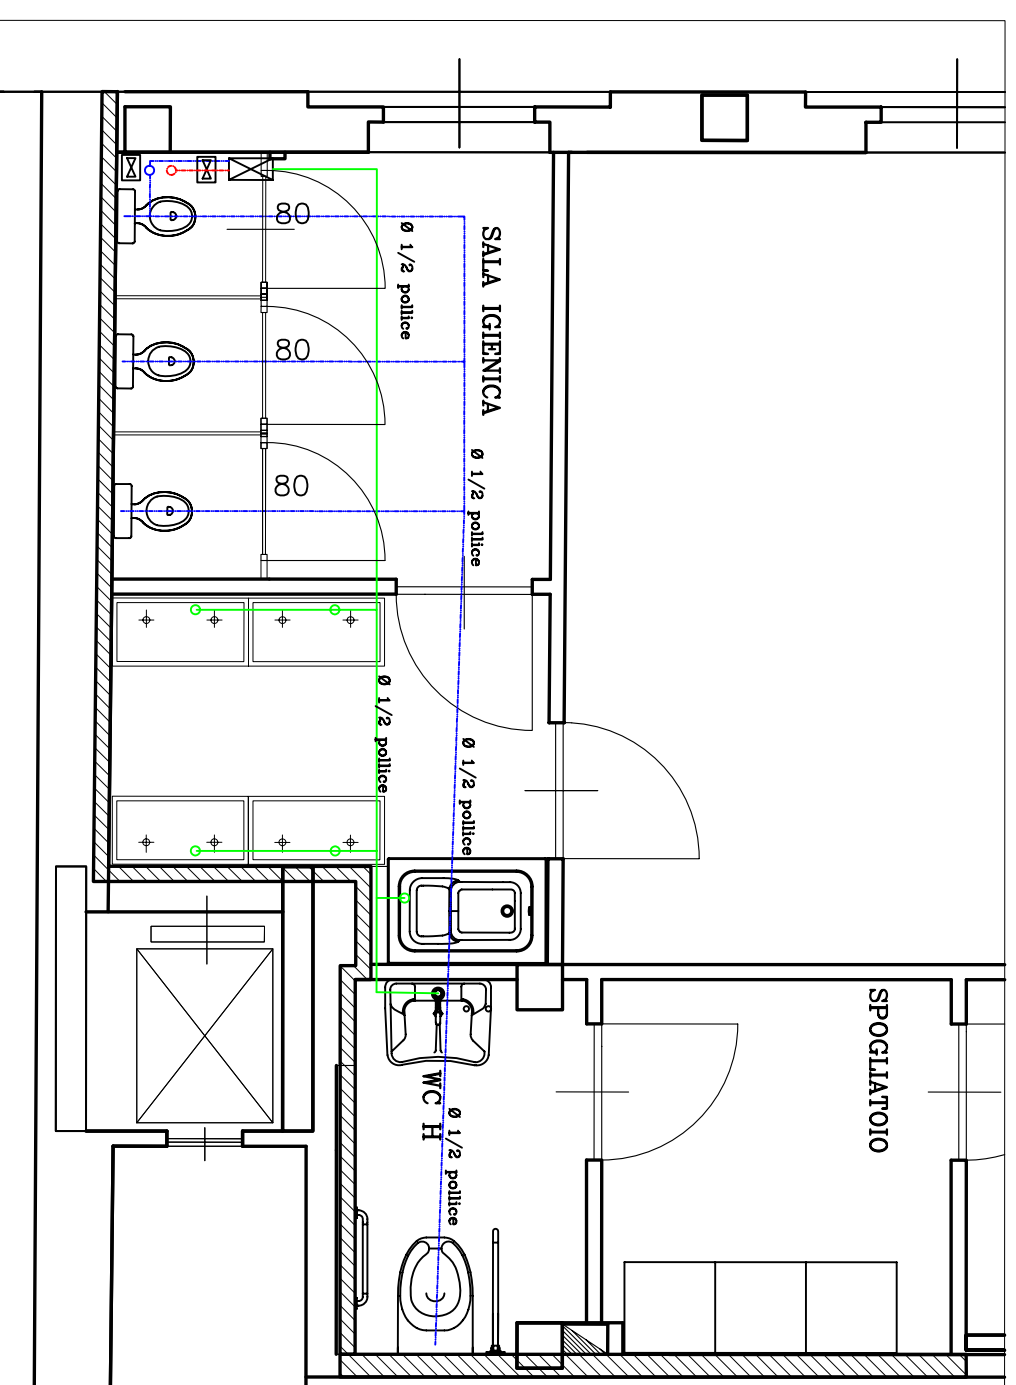 80
Ø 1/2 pollice
SALA IGIENICA
80
80
Ø 1/2 pollice
Ø 1/2 pollice
Ø 1/2 pollice
SPOGLIATOIO
WC H
Ø 1/2 pollice